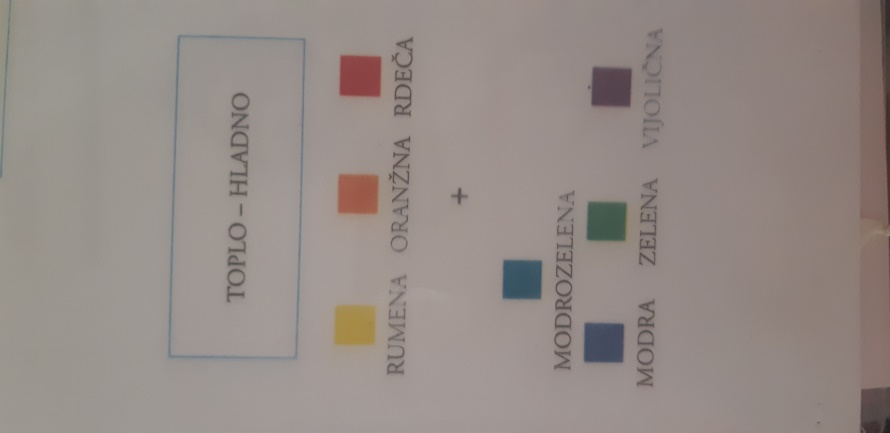 TOPLO – HLADNO
RUMENA ORANŽNA RDEČA
+
MODROZELENA
MODRA ZELENA VIJOLIČNA